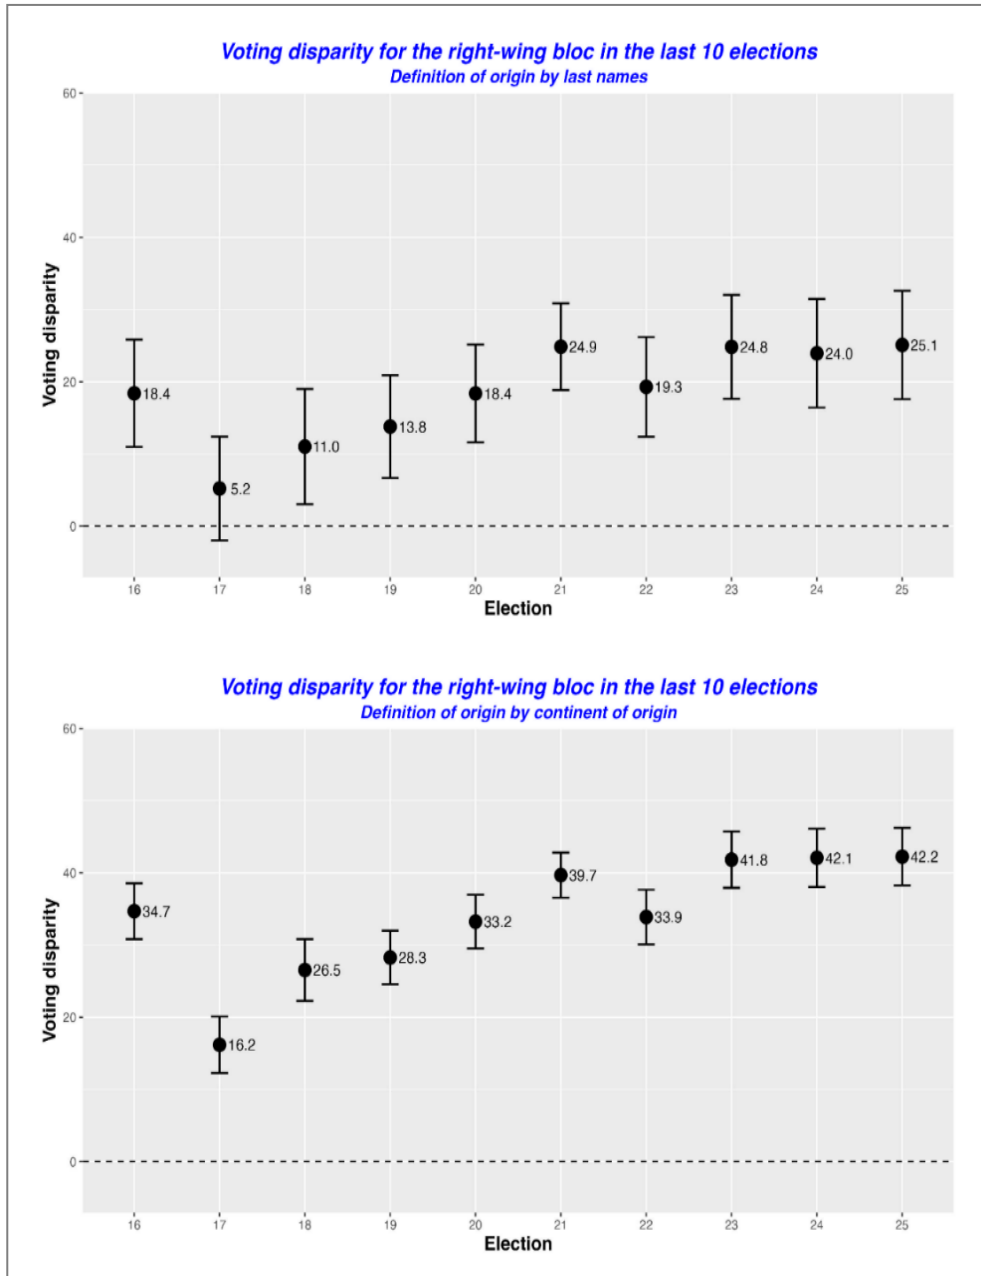 Voting disparity for the right-wing bloc in the last 10 elections
Definition of origin by last names
60
40
20
0
Voting disparity
18.4
5.2
11.0
13.8
18.4
24.9
19.3
24.8
24.0
25.1
16 17 18 19 20 21 22 23 24 25
Election
Voting disparity for the right-wing bloc in the last 10 elections
Definition of origin by continent of origin
60
40
20
0
Voting disparity
34.7
16.2
26.5
28.3
33.2
39.7
33.9
41.8
42.1
42.2
16 17 18 19 20 21 22 23 24 25
Election